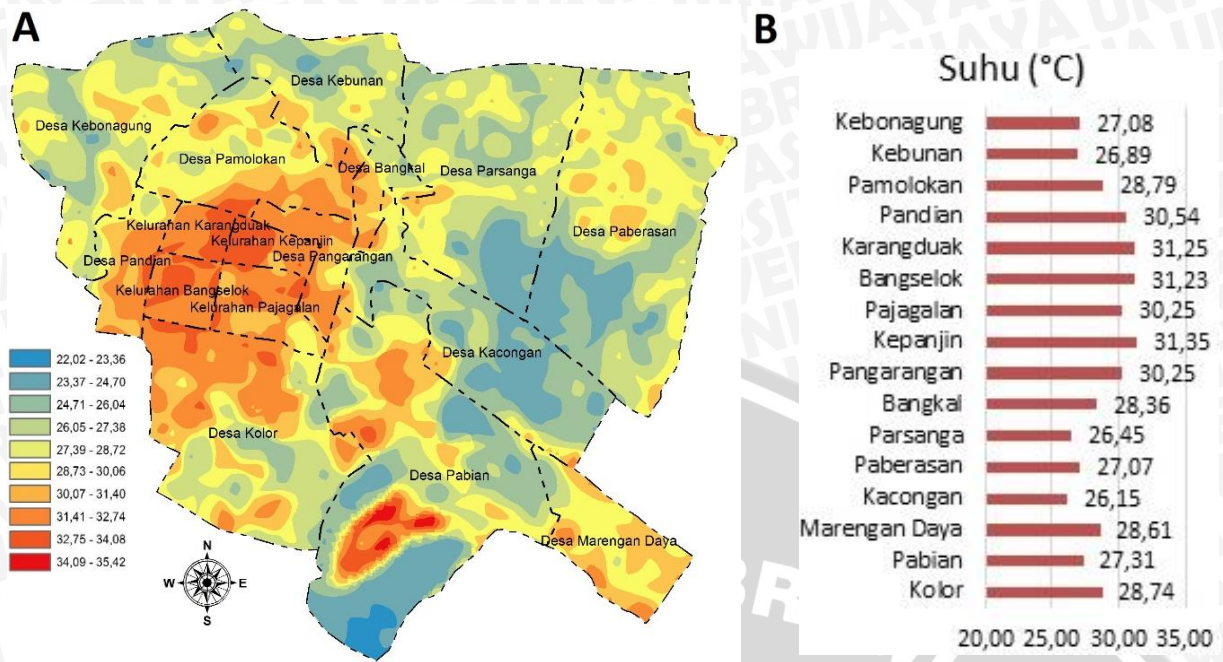 A
Desa Kebunan
Desa Kebonagung
Desa Pamolokan
Desa Bangkal
Desa Parsanga
Kelurahan Karangduak
Kelurahan Kepanjin
Desa Paberasan
Desa Pandian
Desa Pangarangan
Kelurahan Bangselok
Kelurahan Pajagalan
Desa Kacongan
Desa Kolor
Desa Pabian
Desa Marengan Daya
22,02 - 23,36
23,37 - 24,70
24,71 - 26,04
26,05 - 27,38
27,39 - 28,72
28,73 - 30,06
30,07 - 31,40
31,41 - 32,74
32,75 - 34,08
34,09 - 35,42
N
W E
S
B
Suhu (°C)
Kebonagung 27,08
Kebunan 26,89
Pamolokan 28,79
Pandian 30,54
Karangduak 31,25
Bangselok 31,23
Pajagalan 30,25
Kepanjin 31,35
Pangarangan 30,25
Bangkal 28,36
Parsanga 26,45
Paberasan 27,07
Kacongan 26,15
Marengan Daya 28,61
Pabian 27,31
Kolor 28,74
20,00 25,00 30,00 35,00